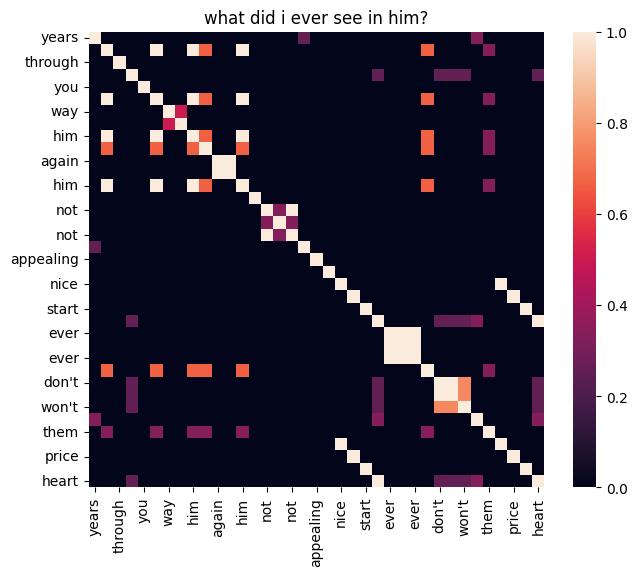 what did i ever see in him?
years
through
you
way
him
again
him
not
not
appealing
nice
start
ever
ever
don't
won't
them
price
heart
1.0
0.8
0.6
0.4
0.2
0.0
years
through
you
way
him
again
him
not
not
appealing
nice
start
ever
ever
don't
won't
them
price
heart